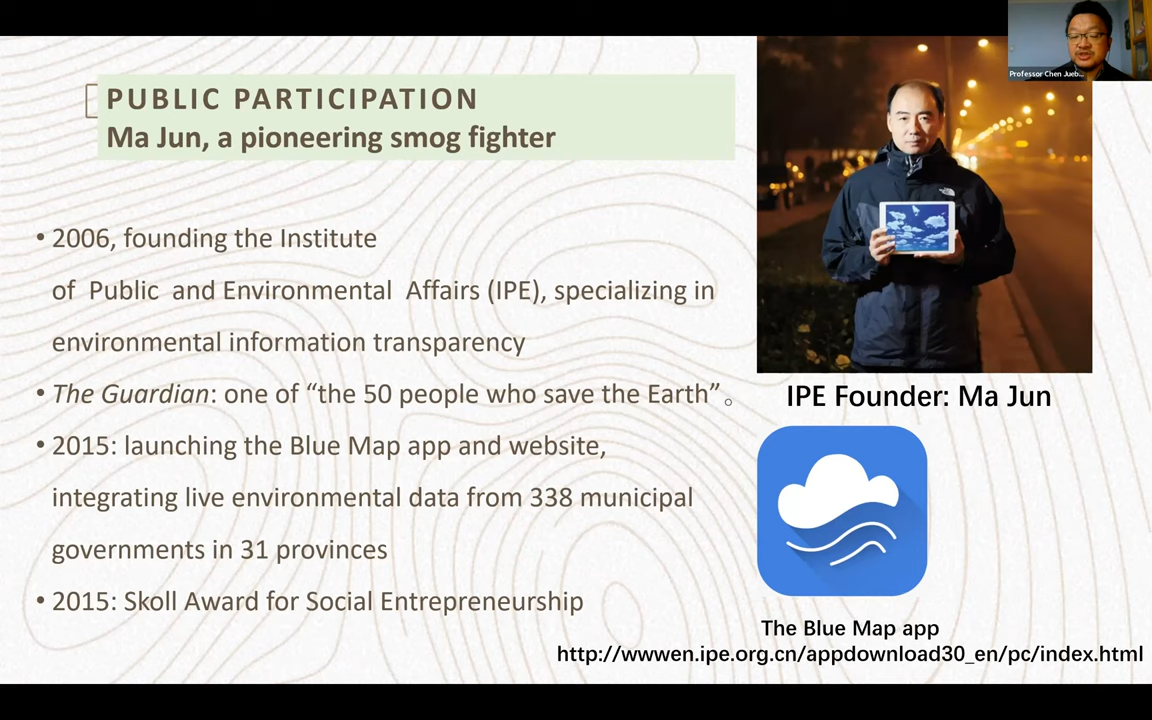 Professor Chen Jueb...
PUBLIC PARTICIPATION
Ma Jun, a pioneering smog fighter
• 2006, founding the Institute
of Public and Environmental Affairs (IPE), specializing in
environmental information transparency
• The Guardian: one of “the 50 people who save the Earth”。
• 2015: launching the Blue Map app and website,
integrating live environmental data from 338 municipal
governments in 31 provinces
• 2015: Skoll Award for Social Entrepreneurship
IPE Founder: Ma Jun
The Blue Map app
http://wwwen.ipe.org.cn/appdownload30_en/pc/index.html